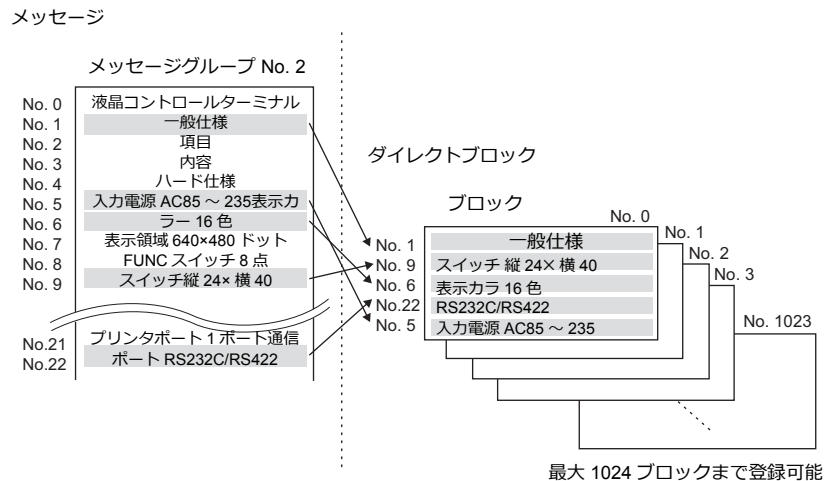 メッセージ
メッセージグループ No. 2
No. 0 液晶コントロールターミナル
No. 1 一般仕様
No. 2 項目
No. 3 内容
No. 4 ハード仕様
No. 5 入力電源 AC85 ～ 235表示カ
No. 6 ラー 16 色
No. 7 表示領域 640×480 ドット
No. 8 FUNC スイッチ 8 点
No. 9 スイッチ縦 24× 横 40
No.21 プリンタポート 1 ポート通信
No.22 ポート RS232C/RS422
ダイレクトブロック
ブロック
No. 0
No. 1
No. 2
No. 3
No. 1023
No. 1 一般仕様
No. 9 スイッチ 縦 24× 横 40
No. 6 表示カラ 16 色
No.22 RS232C/RS422
No. 5 入力電源 AC85 ～ 235
最大 1024 ブロックまで登録可能